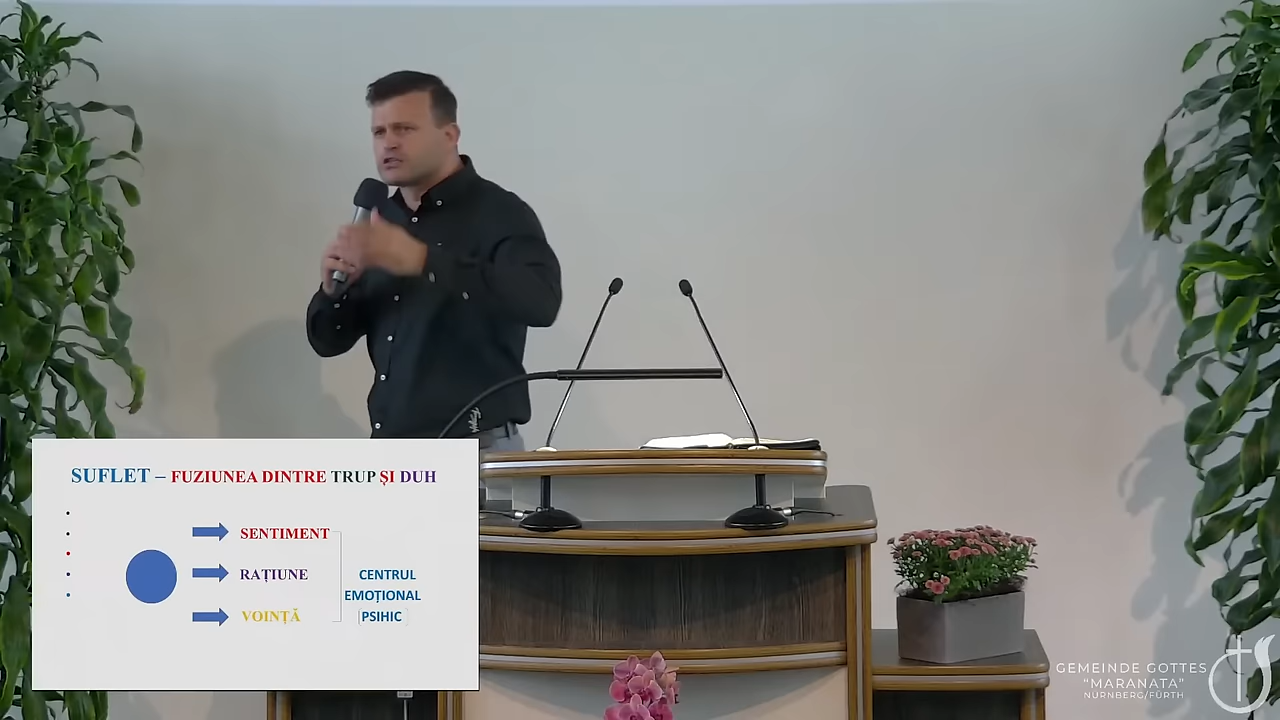 SUFLET – FUZIUNEA DINTRE TRUP ȘI DUH
SENTIMENT
RAȚIUNE
VOINȚĂ
CENTRUL
EMOȚIONAL
PSIHIC
GEMEINDE GOTTES
“MARANATA”
NÜRNBERG/FÜRTH